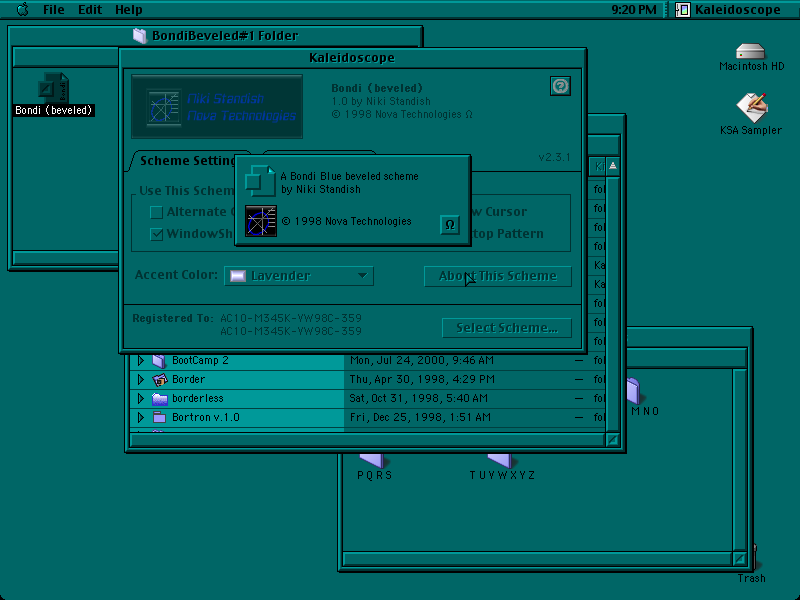 File Edit Help
9:20 PM
Kaleidoscope
BondiBeveled#1 Folder
Bondi (beveled)
Macintosh HD
KSA Sampler
Kaleidoscope
Niki Standish
Nova Technologies
Bondi (beveled)
1.0 by Niki Standish
© 1998 Nova Technologies Ω
v2.3.1
Scheme Setting
A Bondi Blue beveled scheme
by Niki Standish
© 1998 Nova Technologies
Ω
Use This Schem
Alternate
w Cursor
WindowSh
top Pattern
Accent Color:
Lavender
About This Scheme
Registered To: AC10-M345K-YW98C-359
AC10-M345K-YW98C-359
Select Scheme...
fol
fol
fol
fol
Ka
Ka
fol
fol
fol
BootCamp 2 Mon, Jul 24, 2000, 9:46 AM — fol
Border Thu, Apr 30, 1998, 4:29 PM — fol
borderless Sat, Oct 31, 1998, 5:40 AM — fol
Bortron v.1.0 Fri, Dec 25, 1998, 1:51 AM — fol
M N O
P Q R S
T U V W X Y Z
Trash